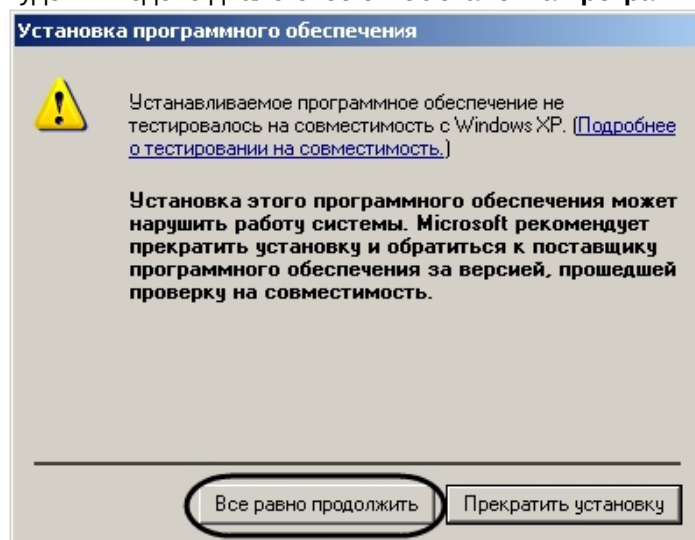 Установка программного обеспечения
Устанавливаемое программное обеспечение не
тестировалось на совместимость с Windows XP. (Подробнее
о тестировании на совместимость.)
Установка этого программного обеспечения может
нарушить работу системы. Microsoft рекомендует
прекратить установку и обратиться к поставщику
программного обеспечения за версией, прошедшей
проверку на совместимость.
Все равно продолжить
Прекратить установку